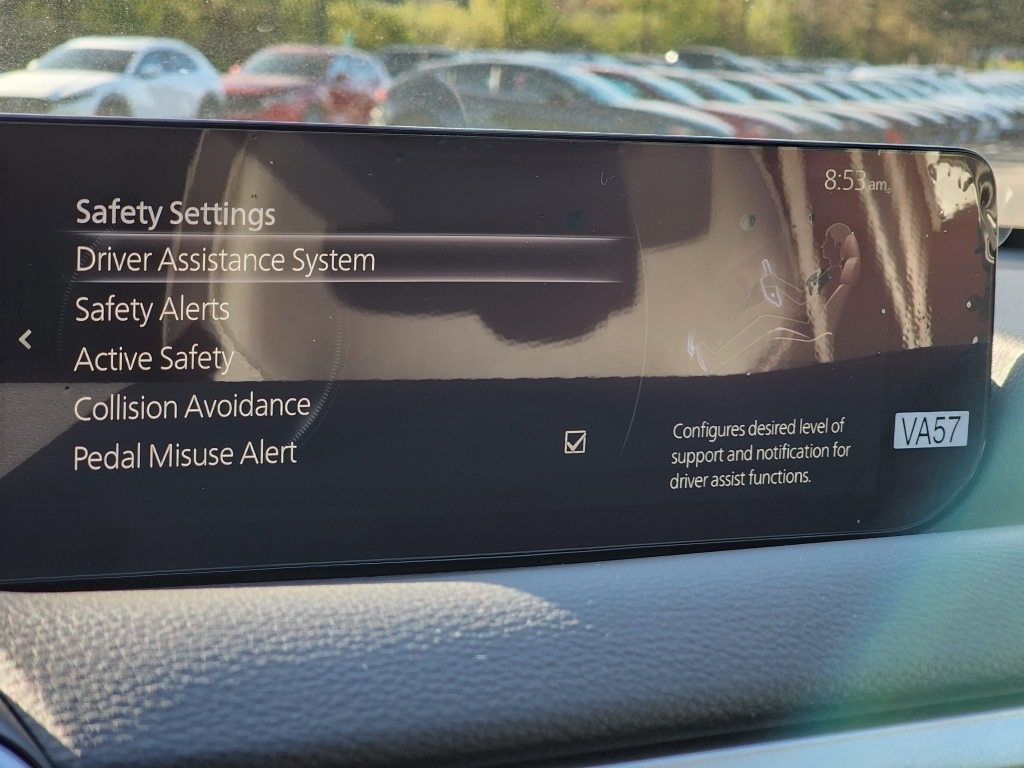 8:53 am
Safety Settings
Driver Assistance System
Safety Alerts
Active Safety
Collision Avoidance
Pedal Misuse Alert
Configures desired level of
support and notification for
driver assist functions.
VA57